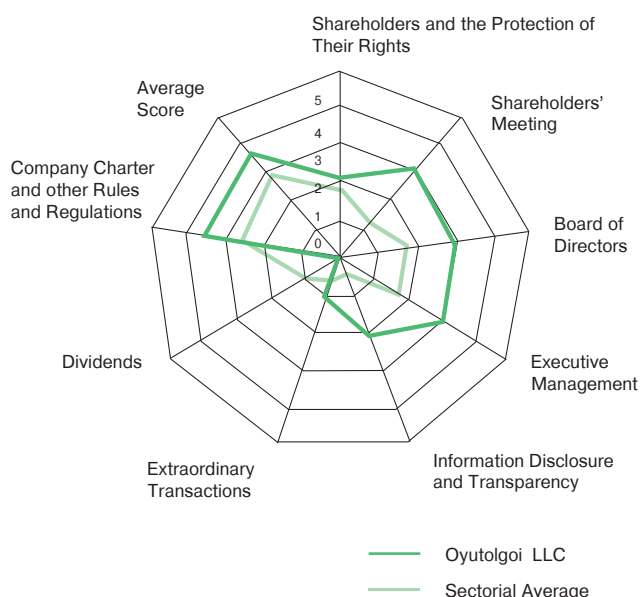 Shareholders and the Protection of
Their Rights
Average
Score
Shareholders'
Meeting
5
4
3
2
1
0
Company Charter
and other Rules
and Regulations
Board of
Directors
Dividends
Executive
Management
Extraordinary
Transactions
Information Disclosure
and Transparency
Oyutolgoi LLC
Sectorial Average